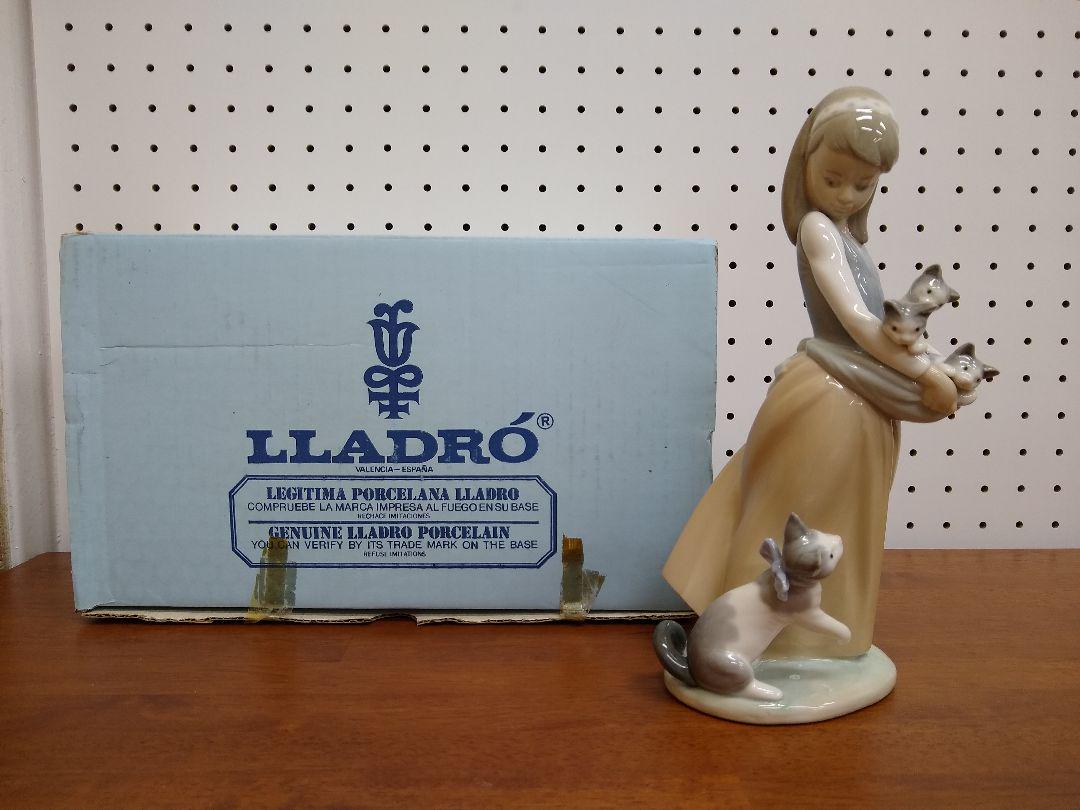 LLADRÓ®
VALENCIA — ESPAÑA
LEGITIMA PORCELANA LLADRO
COMPRUEBE LA MARCA IMPRESA AL FUEGO EN SU BASE
RECHACE IMITACIONES
GENUINE LLADRO PORCELAIN
YOU CAN VERIFY BY ITS TRADE MARK ON THE BASE
REFUSE IMITATIONS